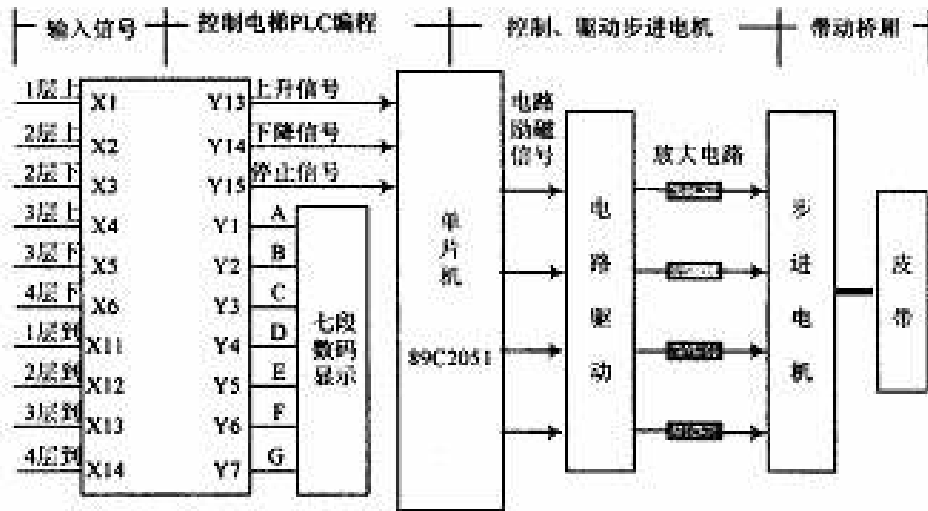 输入信号
控制电梯PLC编程
控制、驱动步进电机
带动桥厢
1层上 X1 Y13 上升信号
2层上 X2 Y14 下降信号
2层下 X3 Y15 停止信号
3层上 X4 Y1 A
3层下 X5 Y2 B
4层下 X6 Y3 C
1层到 X11 Y4 D
2层到 X12 Y5 E
3层到 X13 Y6 F
4层到 X14 Y7 G
七段
数码
显示
单片机
89C2051
电路
励磁
信号
电路驱动
放大电路
步进电机
皮带